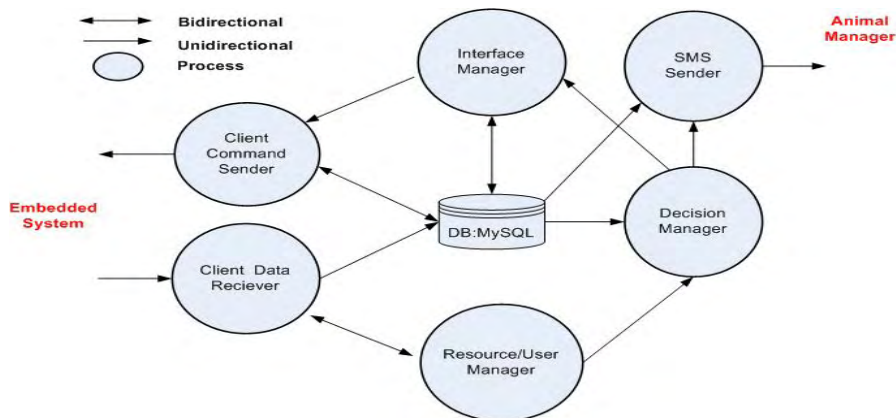 Bidirectional
Unidirectional
Process
Interface
Manager
SMS
Sender
Animal
Manager
Client
Command
Sender
Embedded
System
DB:MySQL
Decision
Manager
Client Data
Reciever
Resource/User
Manager